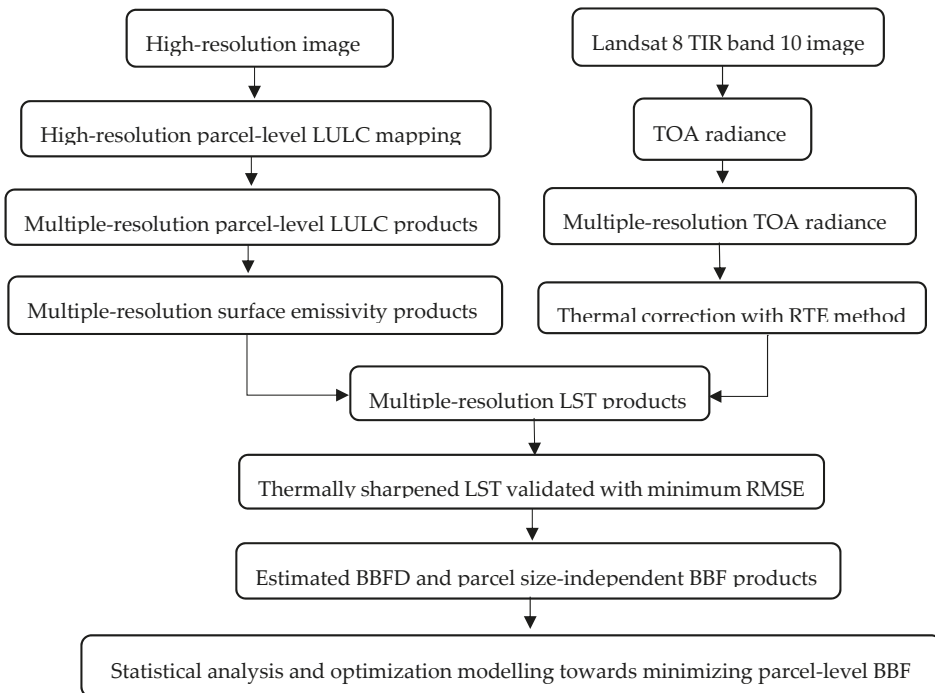 High-resolution image
Landsat 8 TIR band 10 image
High-resolution parcel-level LULC mapping
TOA radiance
Multiple-resolution parcel-level LULC products
Multiple-resolution TOA radiance
Multiple-resolution surface emissivity products
Thermal correction with RTE method
Multiple-resolution LST products
Thermally sharpened LST validated with minimum RMSE
Estimated BBFD and parcel size-independent BBF products
Statistical analysis and optimization modelling towards minimizing parcel-level BBF